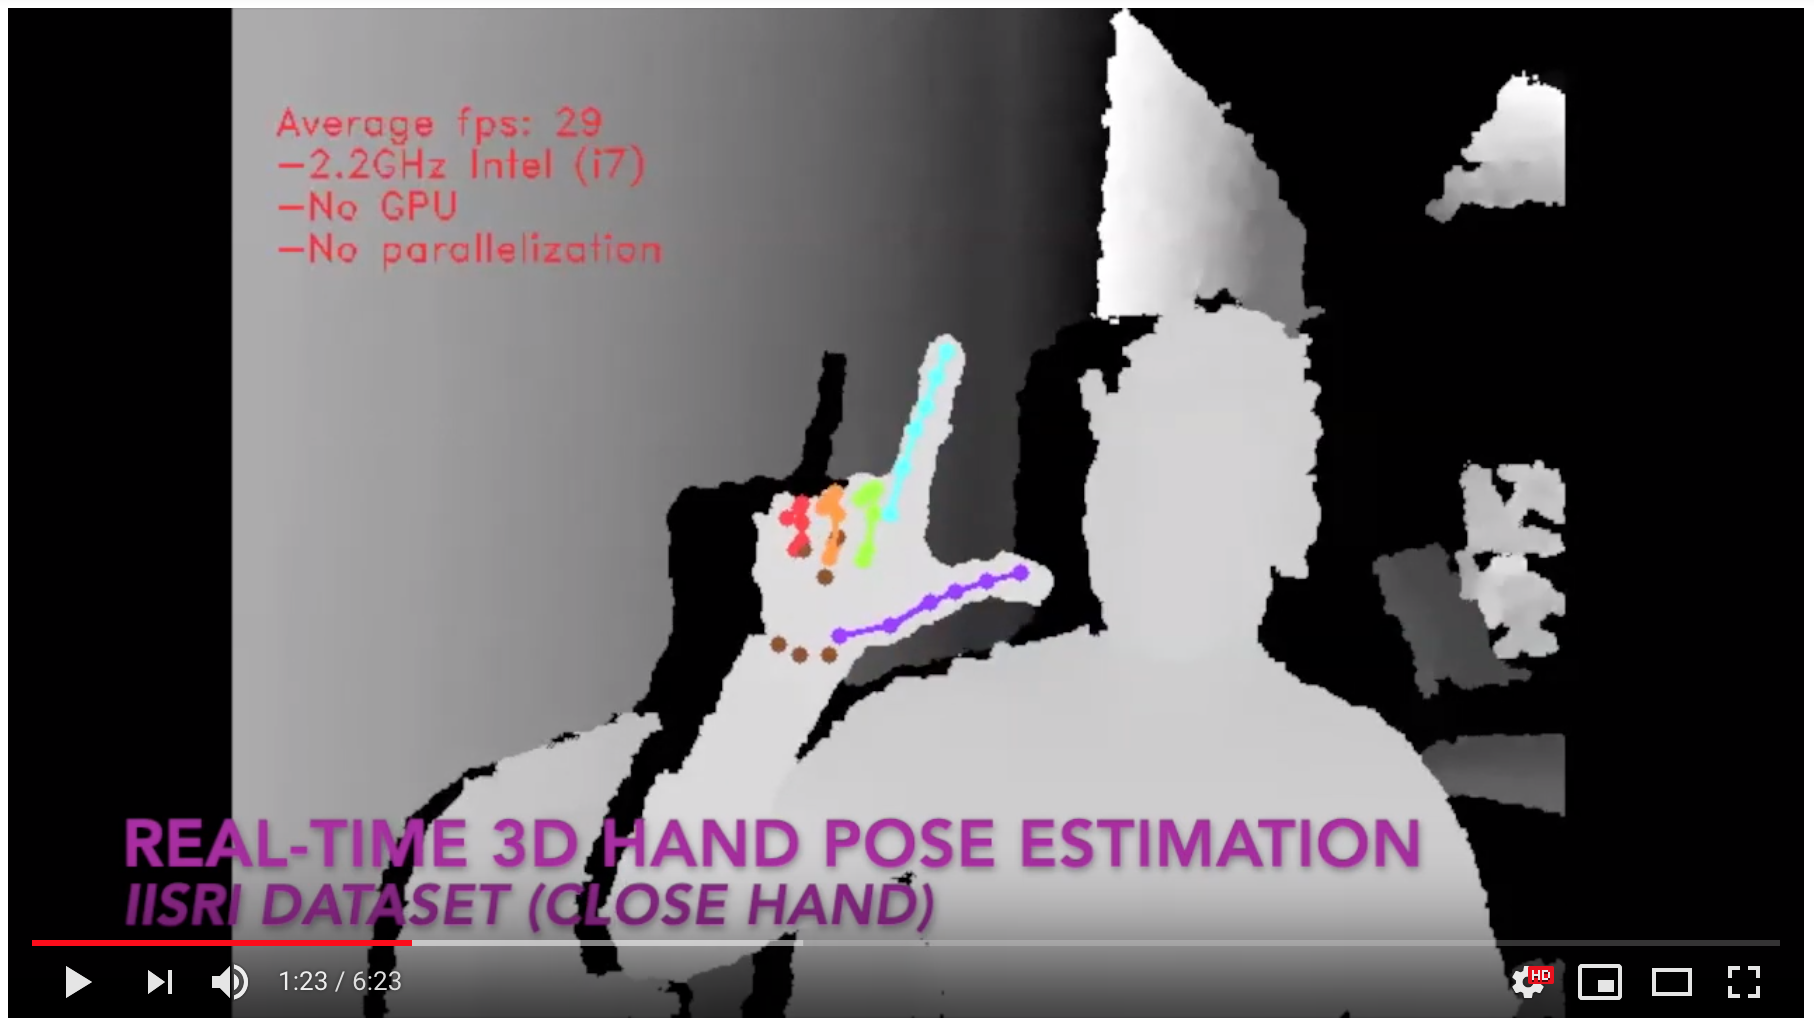 Average fps: 29
-2.2GHz Intel (i7)
-No GPU
-No parallelization
REAL-TIME 3D HAND POSE ESTIMATION
IISRI DATASET (CLOSE HAND)
1:23 / 6:23
HD